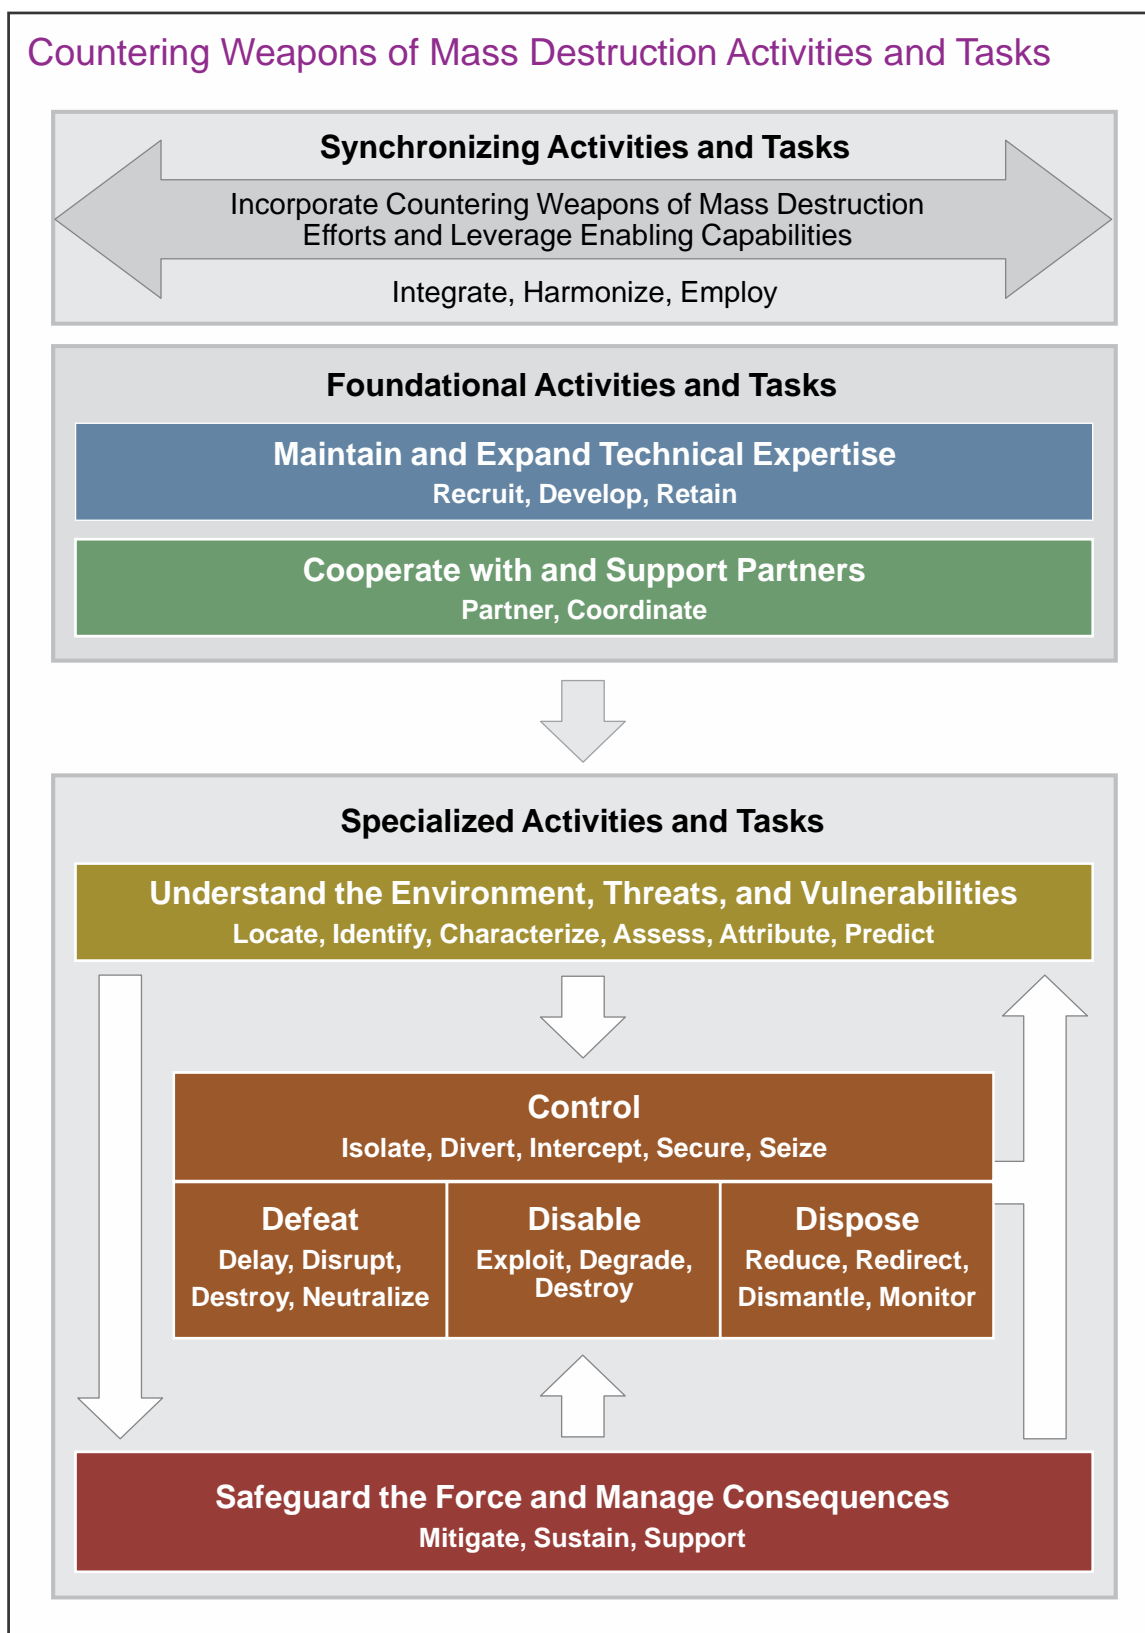 Countering Weapons of Mass Destruction Activities and Tasks
Synchronizing Activities and Tasks
Incorporate Countering Weapons of Mass Destruction
Efforts and Leverage Enabling Capabilities
Integrate, Harmonize, Employ
Foundational Activities and Tasks
Maintain and Expand Technical Expertise
Recruit, Develop, Retain
Cooperate with and Support Partners
Partner, Coordinate
Specialized Activities and Tasks
Understand the Environment, Threats, and Vulnerabilities
Locate, Identify, Characterize, Assess, Attribute, Predict
Control
Isolate, Divert, Intercept, Secure, Seize
Defeat
Delay, Disrupt,
Destroy, Neutralize
Disable
Exploit, Degrade,
Destroy
Dispose
Reduce, Redirect,
Dismantle, Monitor
Safeguard the Force and Manage Consequences
Mitigate, Sustain, Support